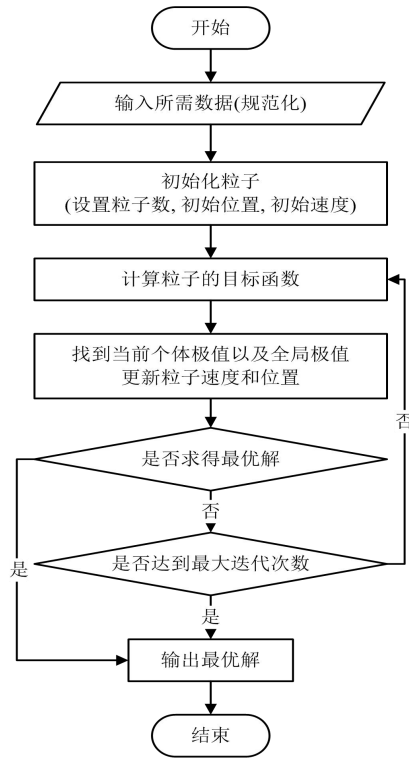 开始
输入所需数据(规范化)
初始化粒子
(设置粒子数, 初始位置, 初始速度)
计算粒子的目标函数
找到当前个体极值以及全局极值
更新粒子速度和位置
否
是否求得最优解
否
是否达到最大迭代次数
是
是
输出最优解
结束